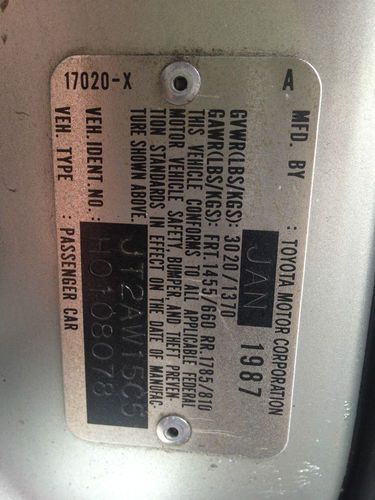 17020-X
A
MFD. BY : TOYOTA MOTOR CORPORATION
JAN 1987
GVWR(LBS/KGS): 3020/1370
GAWR(LBS/KGS): FRT. 1455/660 RR. 1785/810
THIS VEHICLE CONFORMS TO ALL APPLICABLE FEDERAL
MOTOR VEHICLE SAFETY, BUMPER, AND THEFT PREVEN-
TION STANDARDS IN EFFECT ON THE DATE OF MANUFAC-
TURE SHOWN ABOVE.
VEH. IDENT. NO. : JT2AW15C5
H0108078
VEH. TYPE : PASSENGER CAR